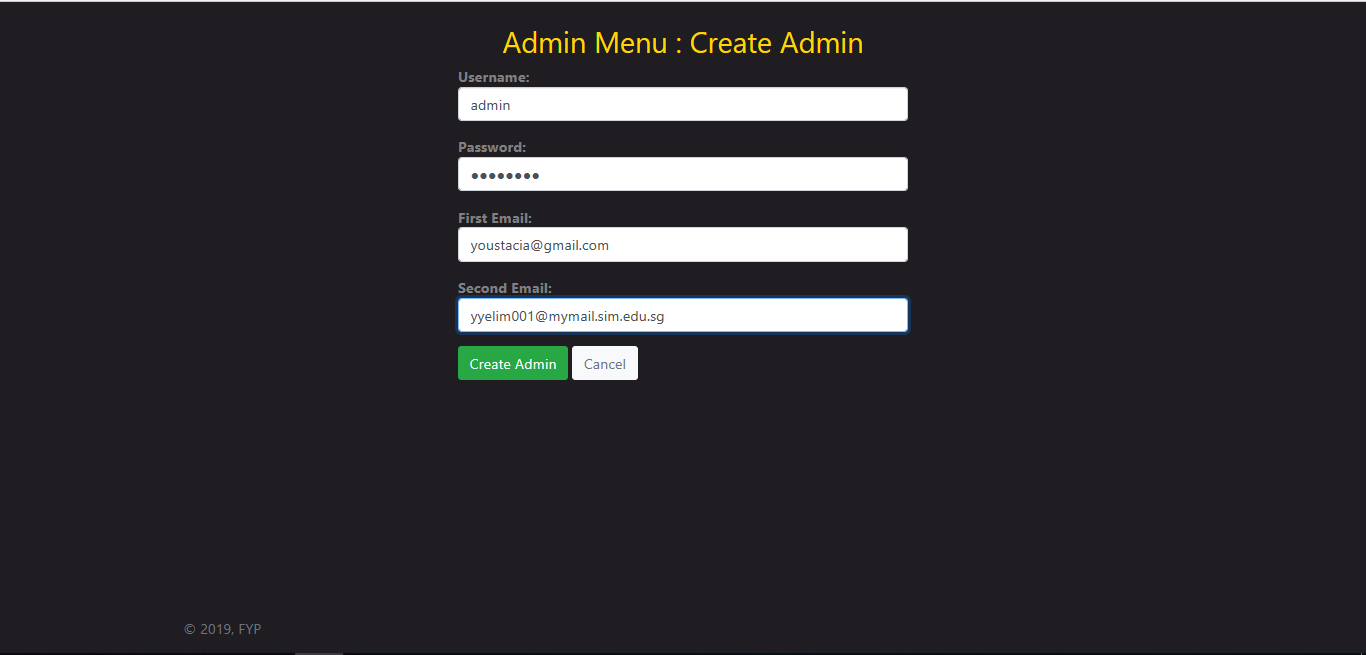 Admin Menu : Create Admin
Username:
admin
Password:
●●●●●●●●
First Email:
youstacia@gmail.com
Second Email:
yyelim001@mymail.sim.edu.sg
Create Admin Cancel
© 2019, FYP